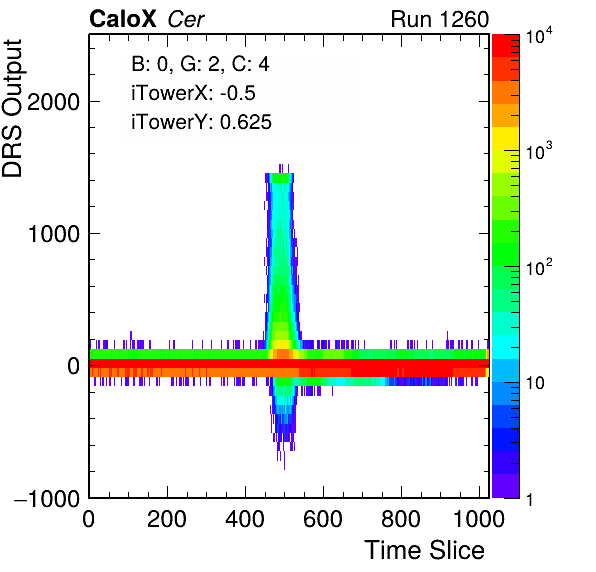 CaloX Cer Run 1260
B: 0, G: 2, C: 4
iTowerX: -0.5
iTowerY: 0.625
DRS Output
2000
1000
0
−1000
0 200 400 600 800 1000
Time Slice
10⁴
10³
10²
10
1